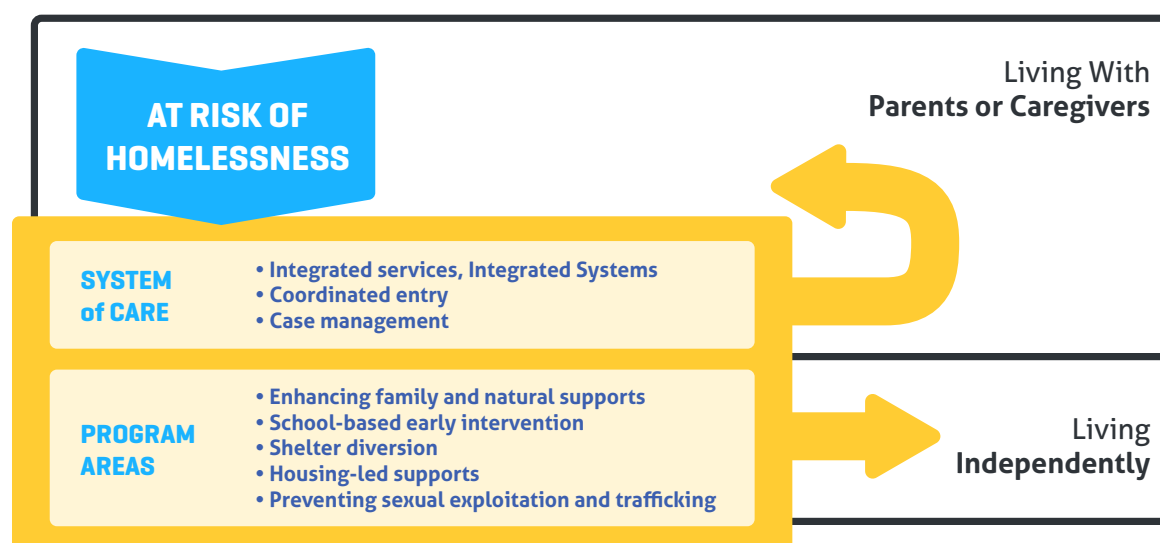 AT RISK OF
HOMELESSNESS
Living With
Parents or Caregivers
SYSTEM
of CARE
• Integrated services, Integrated Systems
• Coordinated entry
• Case management
PROGRAM
AREAS
• Enhancing family and natural supports
• School-based early intervention
• Shelter diversion
• Housing-led supports
• Preventing sexual exploitation and trafficking
Living
Independently